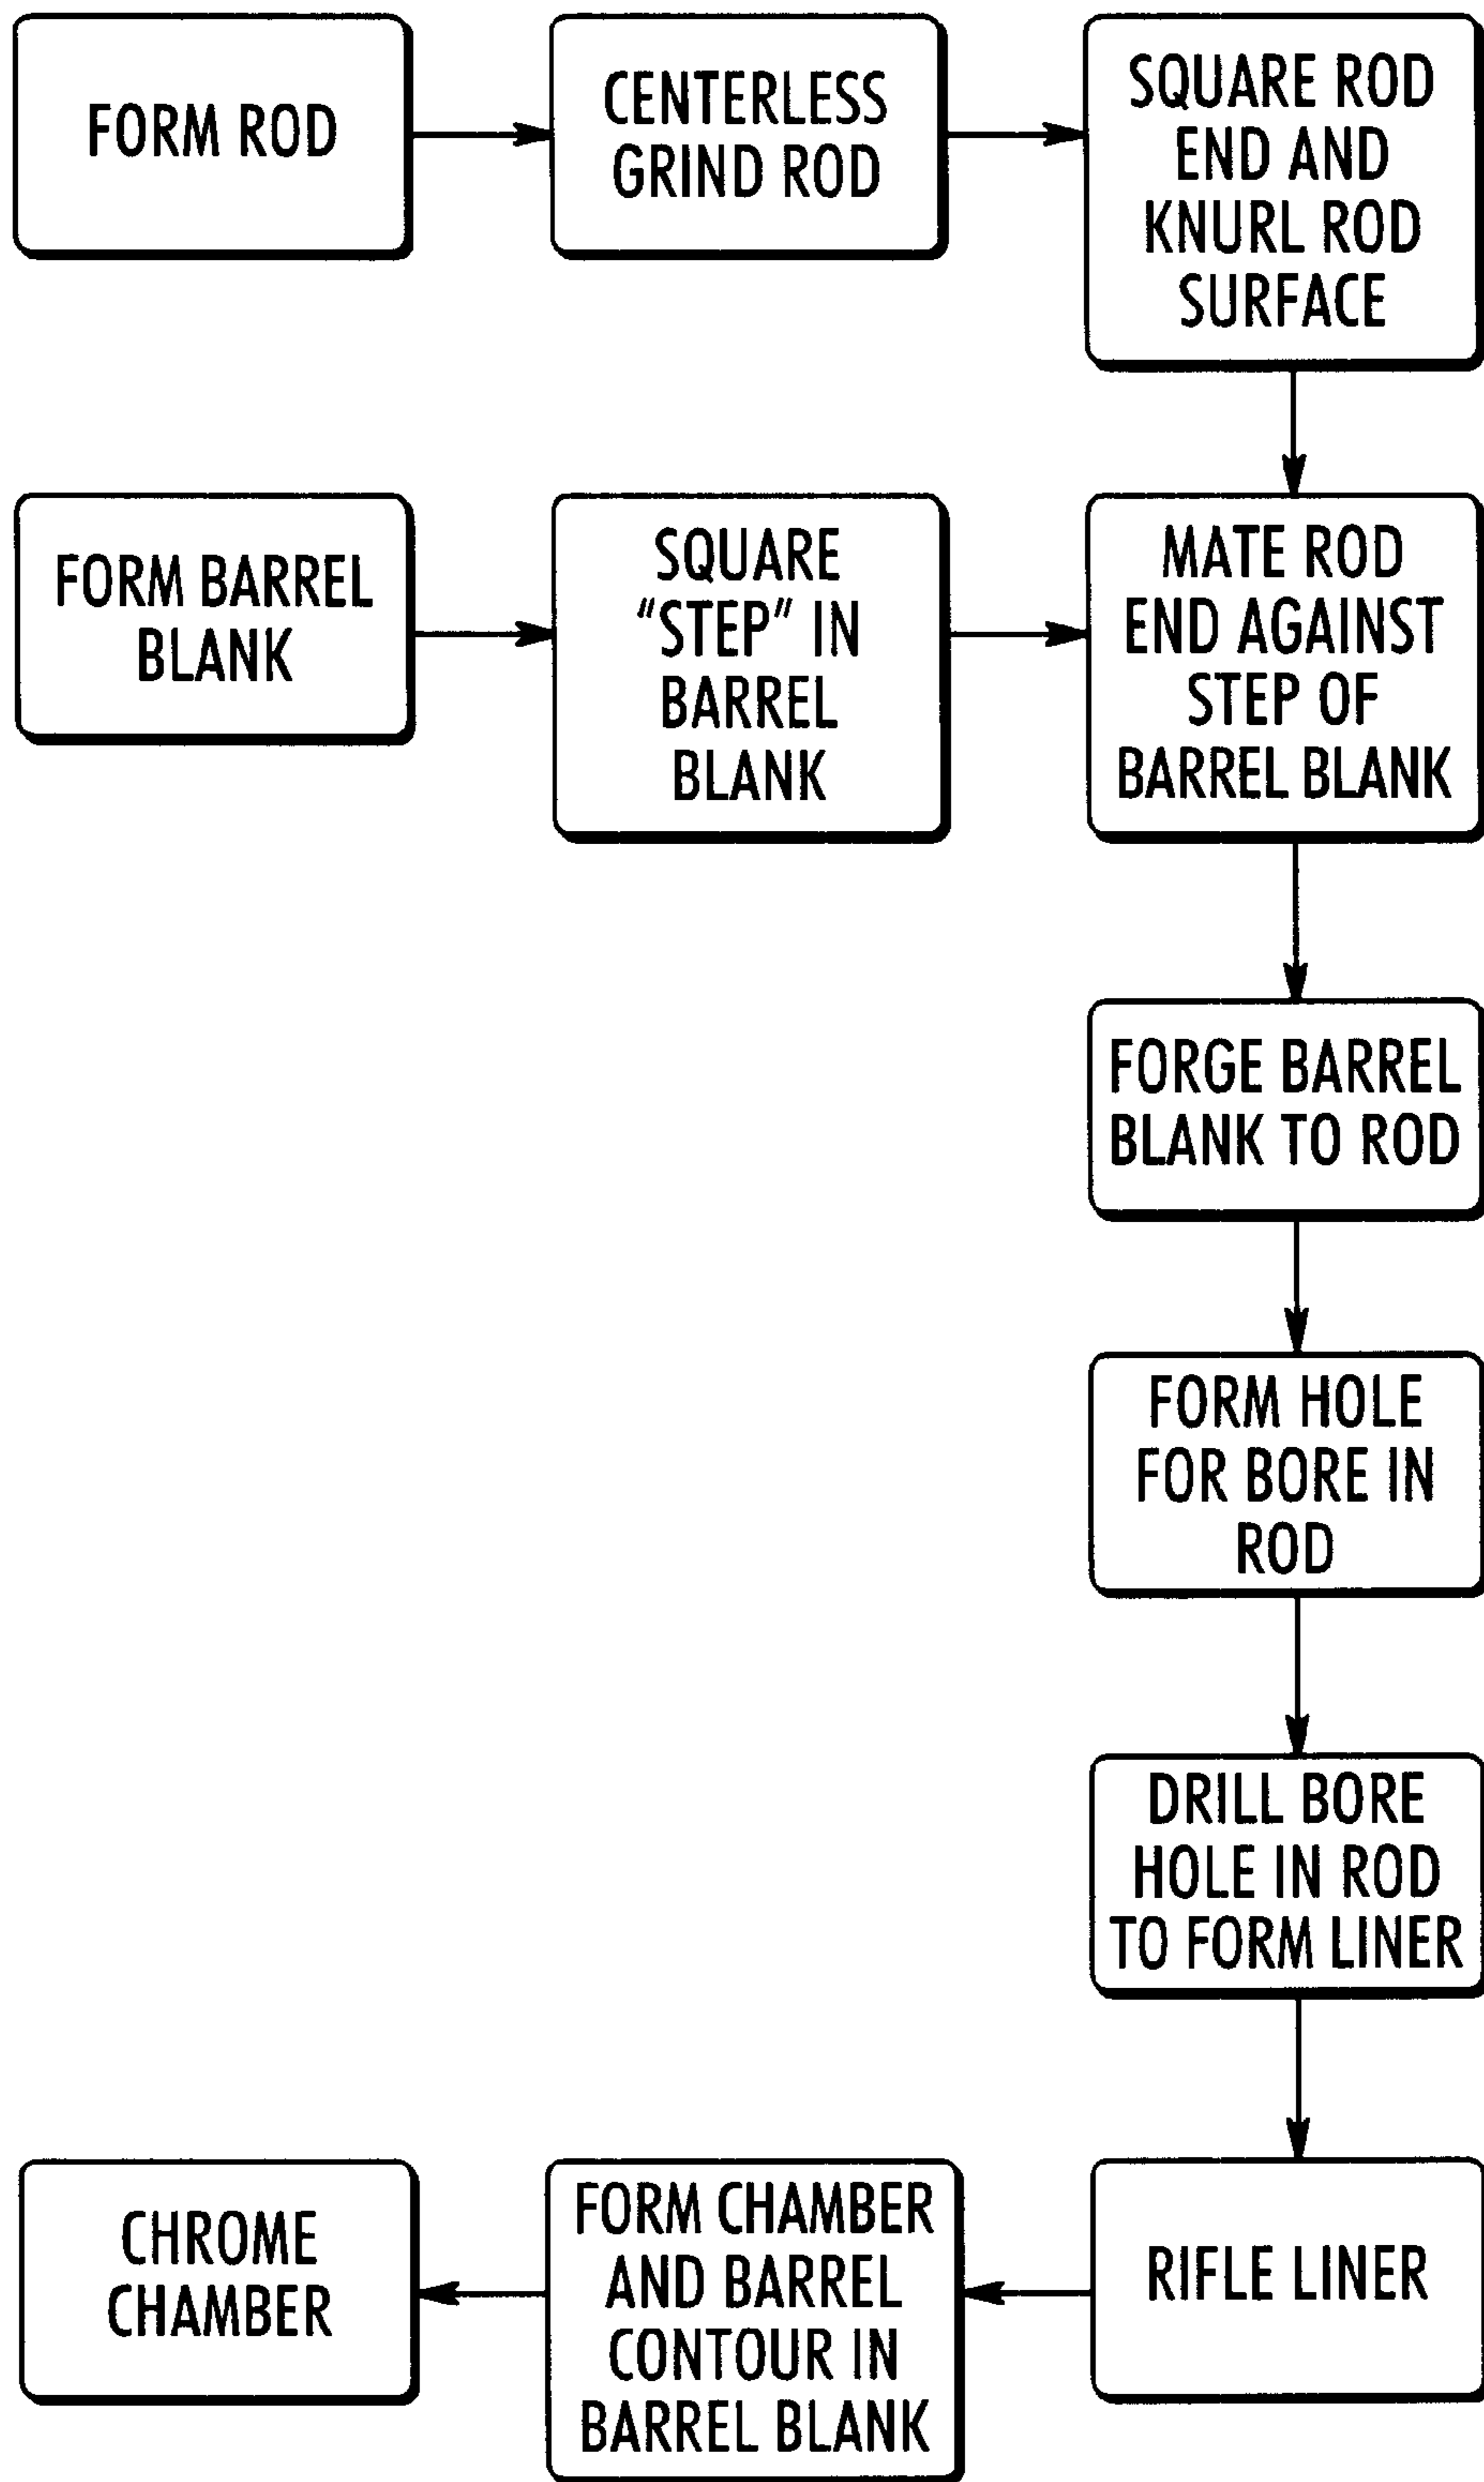 FORM ROD
CENTERLESS
GRIND ROD
SQUARE ROD
END AND
KNURL ROD
SURFACE
FORM BARREL
BLANK
SQUARE
"STEP" IN
BARREL
BLANK
MATE ROD
END AGAINST
STEP OF
BARREL BLANK
FORGE BARREL
BLANK TO ROD
FORM HOLE
FOR BORE IN
ROD
DRILL BORE
HOLE IN ROD
TO FORM LINER
RIFLE LINER
FORM CHAMBER
AND BARREL
CONTOUR IN
BARREL BLANK
CHROME
CHAMBER